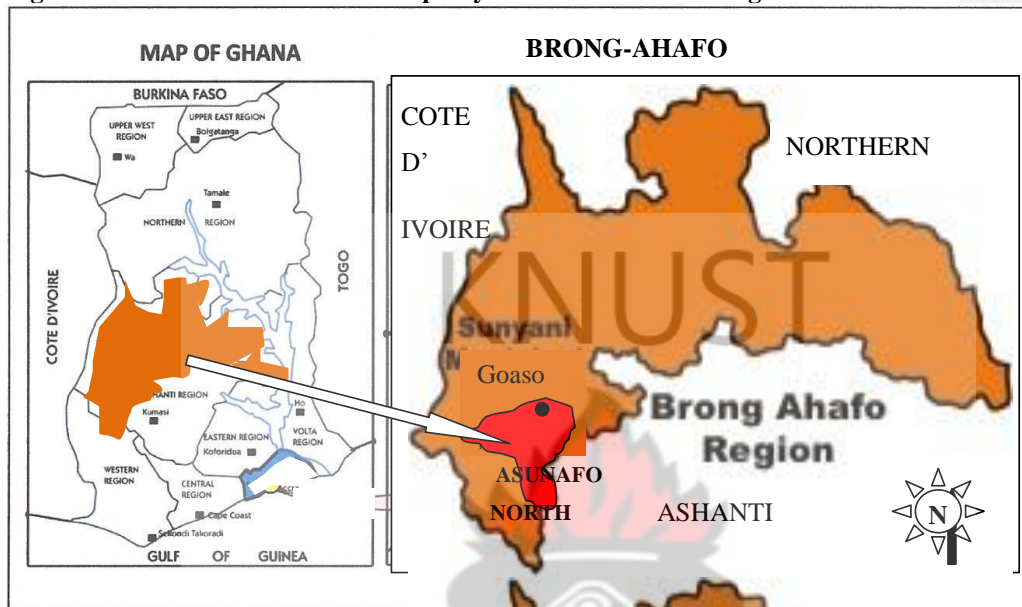 MAP OF GHANA
BURKINA FASO
UPPER WEST
REGION
Wa
UPPER EAST REGION
Bolgatanga
Tamale
NORTHERN REGION
COTE D'IVOIRE
TOGO
HANTI REGION
Kumasi
Ho
VOLTA
REGION
EASTERN REGION
Koforidua
WESTERN
REGION
CENTRAL
REGION
Cape Coast
Sekondi Takoradi
GULF OF GUINEA
BRONG-AHAFO
COTE
D'
IVOIRE
NORTHERN
KNUST
Sunyani
Goaso
Brong Ahafo
Region
ASUNAFO
NORTH
ASHANTI
N